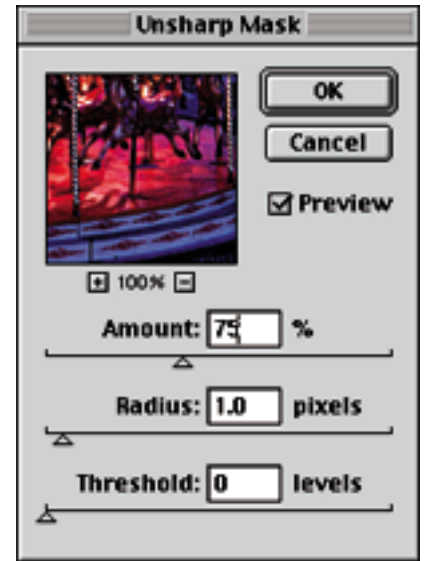 Unsharp Mask
OK
Cancel
Preview
+ 100% −
Amount: 75 %
Radius: 1.0 pixels
Threshold: 0 levels